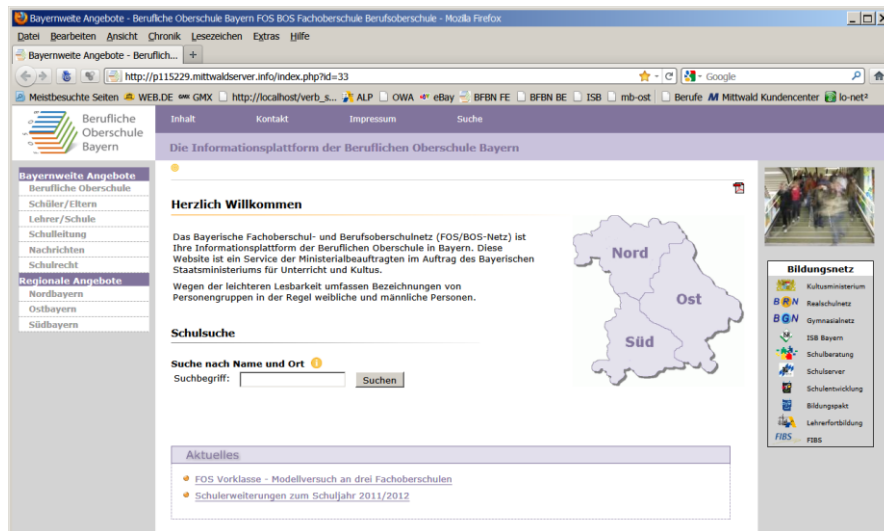 Bayernweite Angebote - Berufliche Oberschule Bayern FOS BOS Fachoberschule Berufsoberschule - Mozilla Firefox
Datei Bearbeiten Ansicht Chronik Lesezeichen Extras Hilfe
Bayernweite Angebote - Beruflich... +
http://p115229.mittwaldserver.info/index.php?id=33
Google
Meistbesuchte Seiten WEB.DE GMX http://localhost/verb_s... ALP OWA eBay BFBN FE BFBN BE ISB mb-ost Berufe Mittwald Kundencenter lo-net²
Berufliche
Oberschule
Bayern
Inhalt Kontakt Impressum Suche
Die Informationsplattform der Beruflichen Oberschule Bayern
Bayernweite Angebote
Berufliche Oberschule
Schüler/Eltern
Lehrer/Schule
Schulleitung
Nachrichten
Schulrecht
Regionale Angebote
Nordbayern
Ostbayern
Südbayern
Herzlich Willkommen
Das Bayerische Fachoberschul- und Berufsoberschulnetz (FOS/BOS-Netz) ist
Ihre Informationsplattform der Beruflichen Oberschule in Bayern. Diese
Website ist ein Service der Ministerialbeauftragten im Auftrag des Bayerischen
Staatsministeriums für Unterricht und Kultus.
Wegen der leichteren Lesbarkeit umfassen Bezeichnungen von
Personengruppen in der Regel weibliche und männliche Personen.
Nord
Ost
Süd
Schulsuche
Suche nach Name und Ort
Suchbegriff: Suchen
Aktuelles
FOS Vorklasse - Modellversuch an drei Fachoberschulen
Schulerweiterungen zum Schuljahr 2011/2012
Bildungsnetz
Kultusministerium
BRN Realschulnetz
BGN Gymnasialnetz
ISB Bayern
Schulberatung
Schulserver
Schulentwicklung
Bildungspakt
Lehrerfortbildung
FIBS FIBS